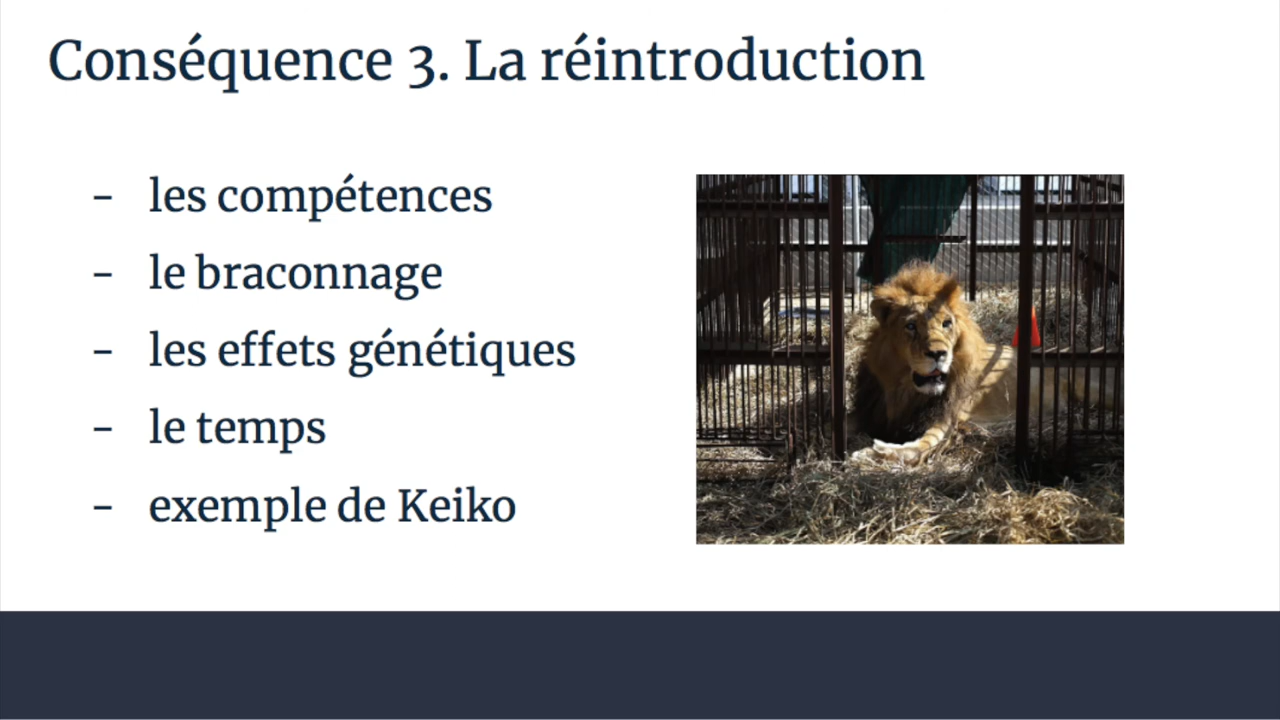 Conséquence 3. La réintroduction
- les compétences
- le braconnage
- les effets génétiques
- le temps
- exemple de Keiko